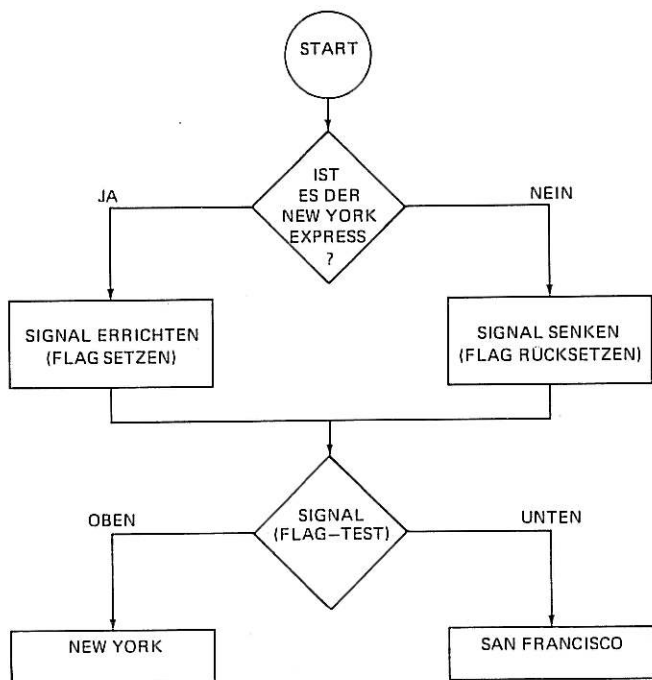 START
IST
ES DER
NEW YORK
EXPRESS
?
JA
NEIN
SIGNAL ERRICHTEN
(FLAG SETZEN)
SIGNAL SENKEN
(FLAG RÜCKSETZEN)
SIGNAL
(FLAG–TEST)
OBEN
UNTEN
NEW YORK
SAN FRANCISCO